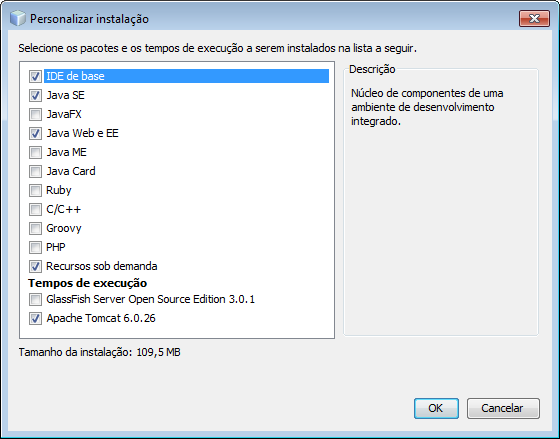 Personalizar instalação
Selecione os pacotes e os tempos de execução a serem instalados na lista a seguir.
IDE de base
Java SE
JavaFX
Java Web e EE
Java ME
Java Card
Ruby
C/C++
Groovy
PHP
Recursos sob demanda
Tempos de execução
GlassFish Server Open Source Edition 3.0.1
Apache Tomcat 6.0.26
Descrição
Núcleo de componentes de uma
ambiente de desenvolvimento
integrado.
Tamanho da instalação: 109,5 MB
OK
Cancelar